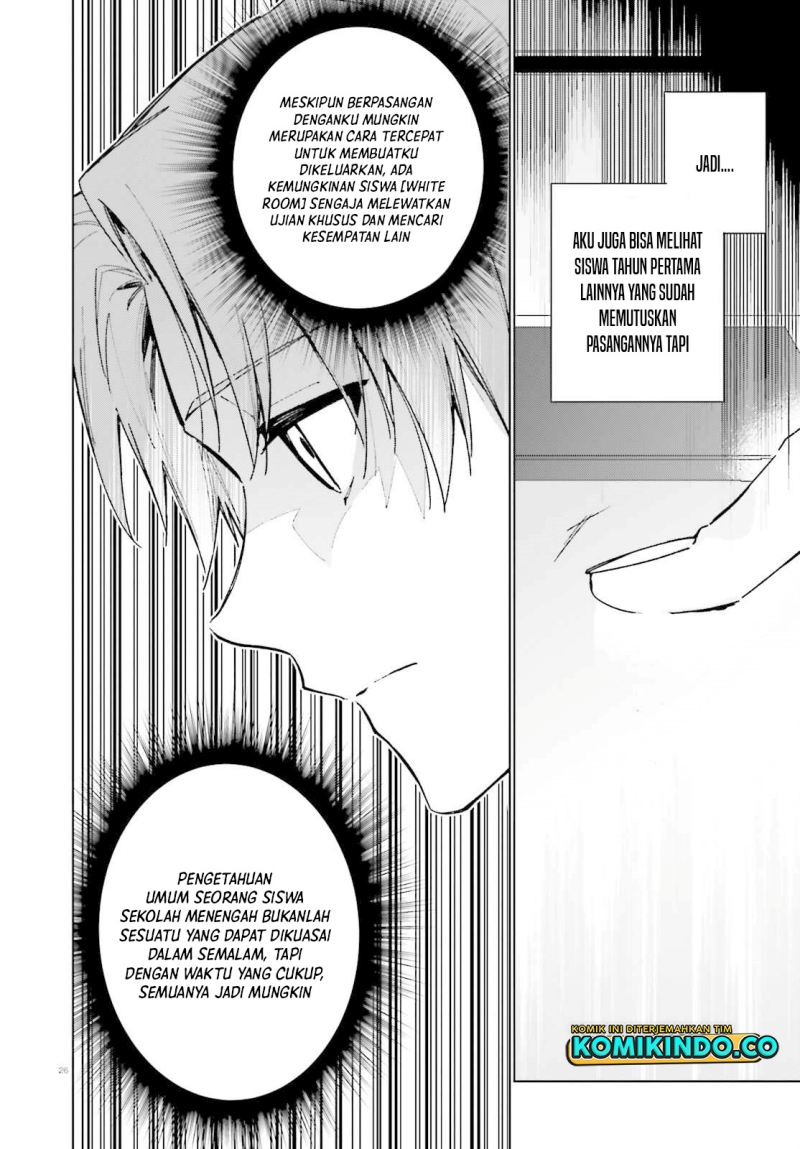 JADI....
AKU JUGA BISA MELIHAT
SISWA TAHUN PERTAMA
LAINNYA YANG SUDAH
MEMUTUSKAN
PASANGANNYA TAPI
MESKIPUN BERPASANGAN
DENGANKU MUNGKIN
MERUPAKAN CARA TERCEPAT
UNTUK MEMBUATKU
DIKELUARKAN, ADA
KEMUNGKINAN SISWA [WHITE
ROOM] SENGAJA MELEWATKAN
UJIAN KHUSUS DAN MENCARI
KESEMPATAN LAIN
PENGETAHUAN
UMUM SEORANG SISWA
SEKOLAH MENENGAH BUKANLAH
SESUATU YANG DAPAT DIKUASAI
DALAM SEMALAM, TAPI
DENGAN WAKTU YANG CUKUP,
SEMUANYA JADI MUNGKIN
KOMIK INI DITERJEMAHKAN TIM
KOMIKINDO.CO
26